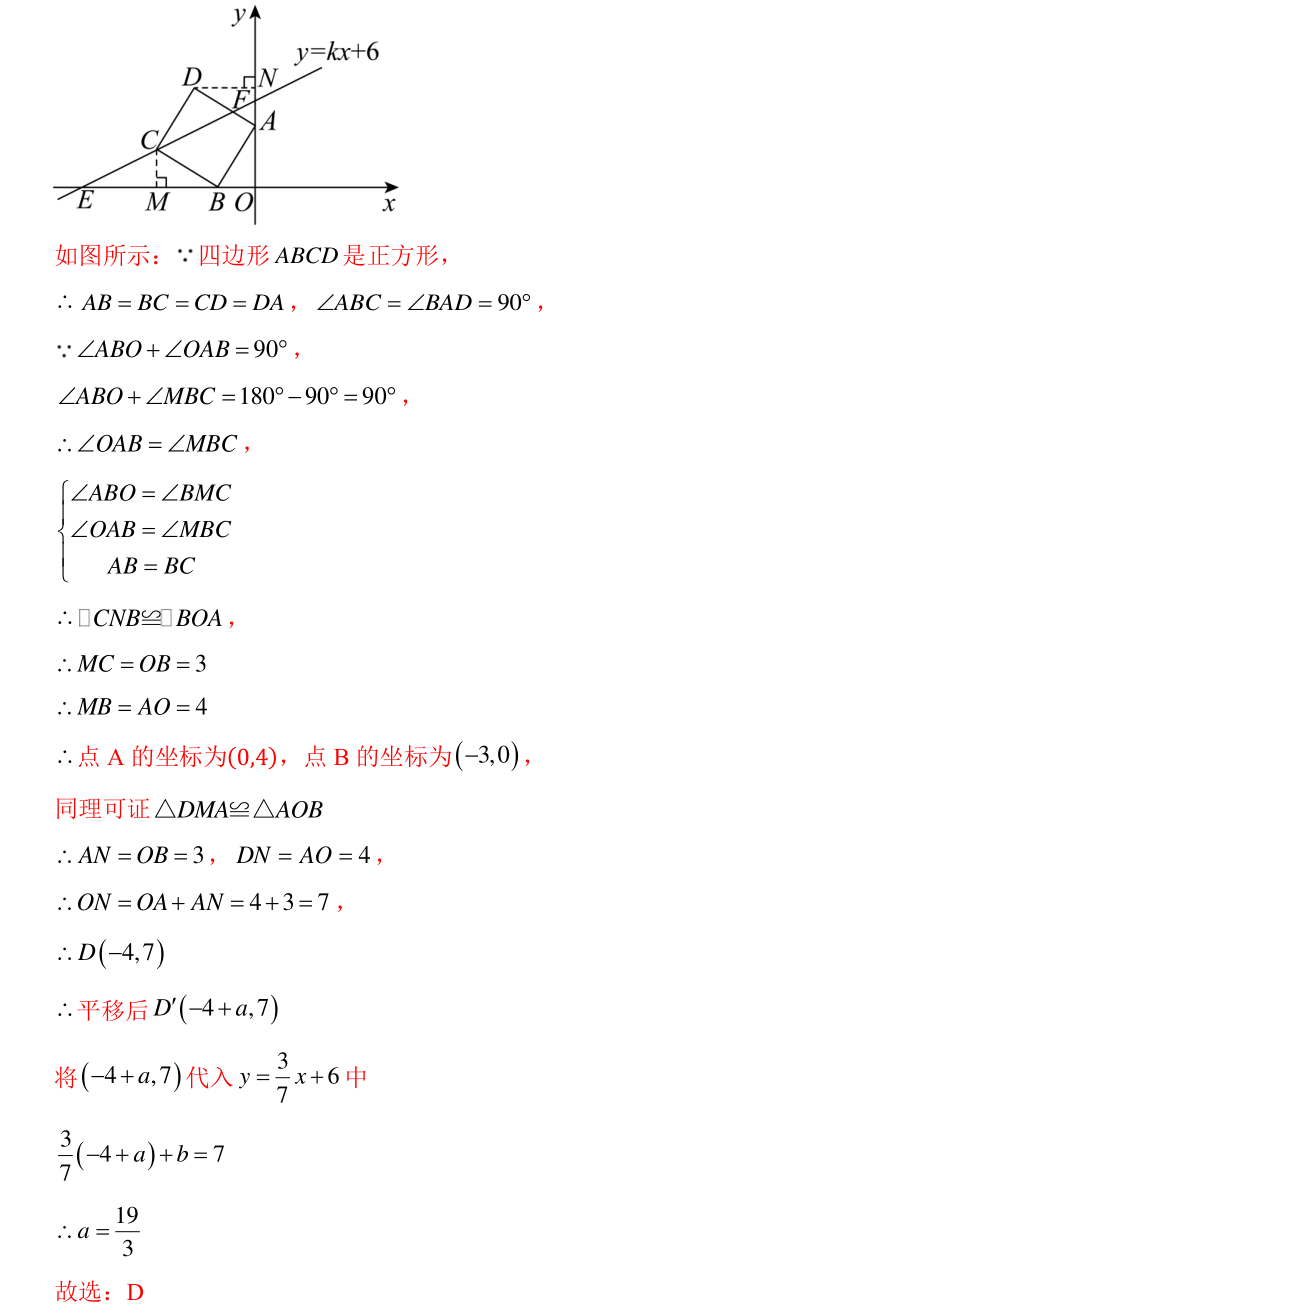 y
y=kx+6
D
N
F
A
C
E
M
B
O
x
如图所示：∵四边形ABCD是正方形，
∴AB=BC=CD=DA，∠ABC=∠BAD=90°，
∵∠ABO+∠OAB=90°，
∠ABO+∠MBC=180°−90°=90°，
∴∠OAB=∠MBC，
{∠ABO=∠BMC
∠OAB=∠MBC
AB=BC
∴□CNB≌□BOA，
∴MC=OB=3
∴MB=AO=4
∴点A的坐标为(0,4)，点B的坐标为(−3,0)，
同理可证△DMA≌△AOB
∴AN=OB=3，DN=AO=4，
∴ON=OA+AN=4+3=7，
∴D(−4,7)
∴平移后D′(−4+a,7)
将(−4+a,7)代入y=3/7x+6中
3/7(−4+a)+b=7
∴a=19/3
故选：D